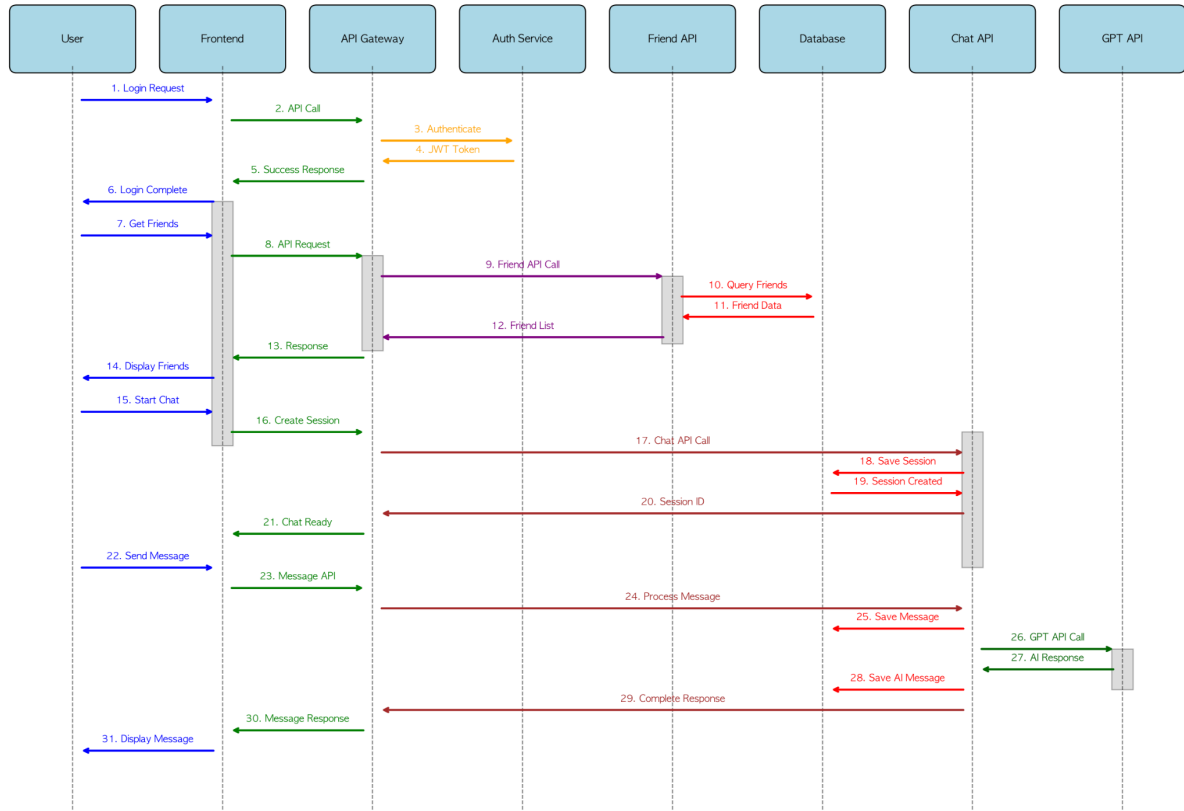 User
Frontend
API Gateway
Auth Service
Friend API
Database
Chat API
GPT API
1. Login Request
2. API Call
3. Authenticate
4. JWT Token
5. Success Response
6. Login Complete
7. Get Friends
8. API Request
9. Friend API Call
10. Query Friends
11. Friend Data
12. Friend List
13. Response
14. Display Friends
15. Start Chat
16. Create Session
17. Chat API Call
18. Save Session
19. Session Created
20. Session ID
21. Chat Ready
22. Send Message
23. Message API
24. Process Message
25. Save Message
26. GPT API Call
27. AI Response
28. Save AI Message
29. Complete Response
30. Message Response
31. Display Message